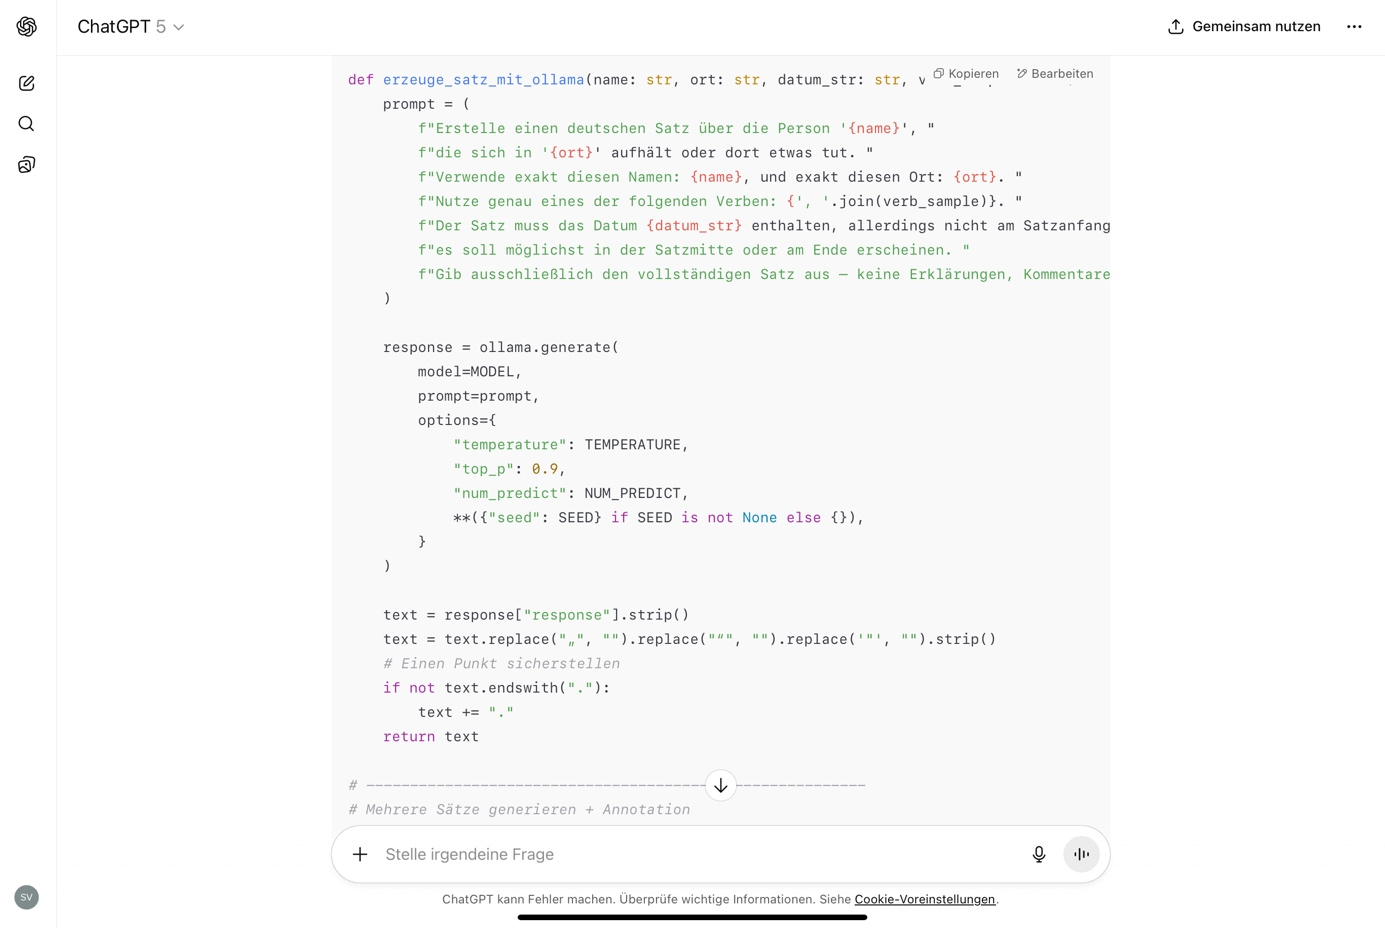 ChatGPT 5
Gemeinsam nutzen
Kopieren
Bearbeiten
def erzeuge_satz_mit_ollama(name: str, ort: str, datum_str: str,
    prompt = (
        f"Erstelle einen deutschen Satz über die Person '{name}', "
        f"die sich in '{ort}' aufhält oder dort etwas tut. "
        f"Verwende exakt diesen Namen: {name}, und exakt diesen Ort: {ort}. "
        f"Nutze genau eines der folgenden Verben: {', '.join(verb_sample)}. "
        f"Der Satz muss das Datum {datum_str} enthalten, allerdings nicht am Satzanfang
        f"es soll möglichst in der Satzmitte oder am Ende erscheinen. "
        f"Gib ausschließlich den vollständigen Satz aus – keine Erklärungen, Kommentare
    )
    response = ollama.generate(
        model=MODEL,
        prompt=prompt,
        options={
            "temperature": TEMPERATURE,
            "top_p": 0.9,
            "num_predict": NUM_PREDICT,
            **({"seed": SEED} if SEED is not None else {}),
        }
    )
    text = response["response"].strip()
    text = text.replace("„", "").replace("“", "").replace('"', "").strip()
    # Einen Punkt sicherstellen
    if not text.endswith("."):
        text += "."
    return text
# ---------------------------------------------------------
# Mehrere Sätze generieren + Annotation
Stelle irgendeine Frage
ChatGPT kann Fehler machen. Überprüfe wichtige Informationen. Siehe Cookie-Voreinstellungen.
SV